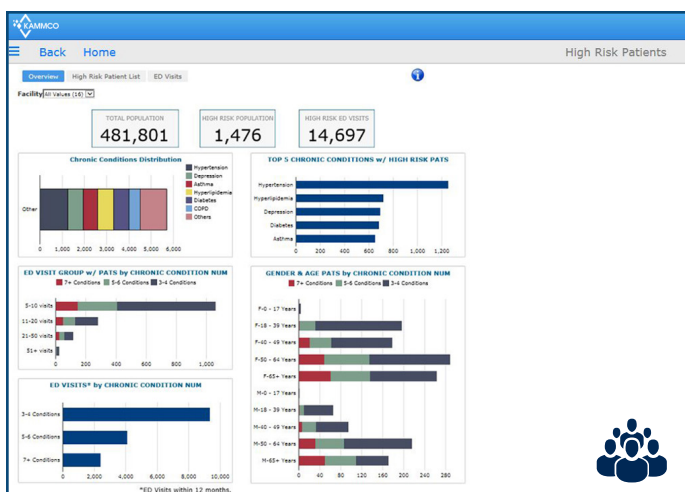 KAMMCO
Back Home High Risk Patients
Overview High Risk Patient List ED Visits
Facility All Values (16)
TOTAL POPULATION
481,801
HIGH RISK POPULATION
1,476
HIGH RISK ED VISITS
14,697
Chronic Conditions Distribution
Hypertension
Depression
Asthma
Hyperlipidemia
Diabetes
COPD
Others
Other
0 1,000 2,000 3,000 4,000 5,000 6,000
TOP 5 CHRONIC CONDITIONS w/ HIGH RISK PATS
Hypertension
Hyperlipidemia
Depression
Diabetes
Asthma
0 200 400 600 800 1,000 1,200
ED VISIT GROUP w/ PATS by CHRONIC CONDITION NUM
7+ Conditions 5-6 Conditions 3-4 Conditions
5-10 visits
11-20 visits
21-50 visits
51+ visits
0 200 400 600 800 1,000
GENDER & AGE PATS by CHRONIC CONDITION NUM
7+ Conditions 5-6 Conditions 3-4 Conditions
F-0 - 17 Years
F-18 - 39 Years
F-40 - 49 Years
F-50 - 64 Years
F-65+ Years
M-0 - 17 Years
M-18 - 39 Years
M-40 - 49 Years
M-50 - 64 Years
M-65+ Years
0 40 80 120 160 200 240 280
ED VISITS* by CHRONIC CONDITION NUM
3-4 Conditions
5-6 Conditions
7+ Conditions
0 2,000 4,000 6,000 8,000 10,000
*ED Visits within 12 months.